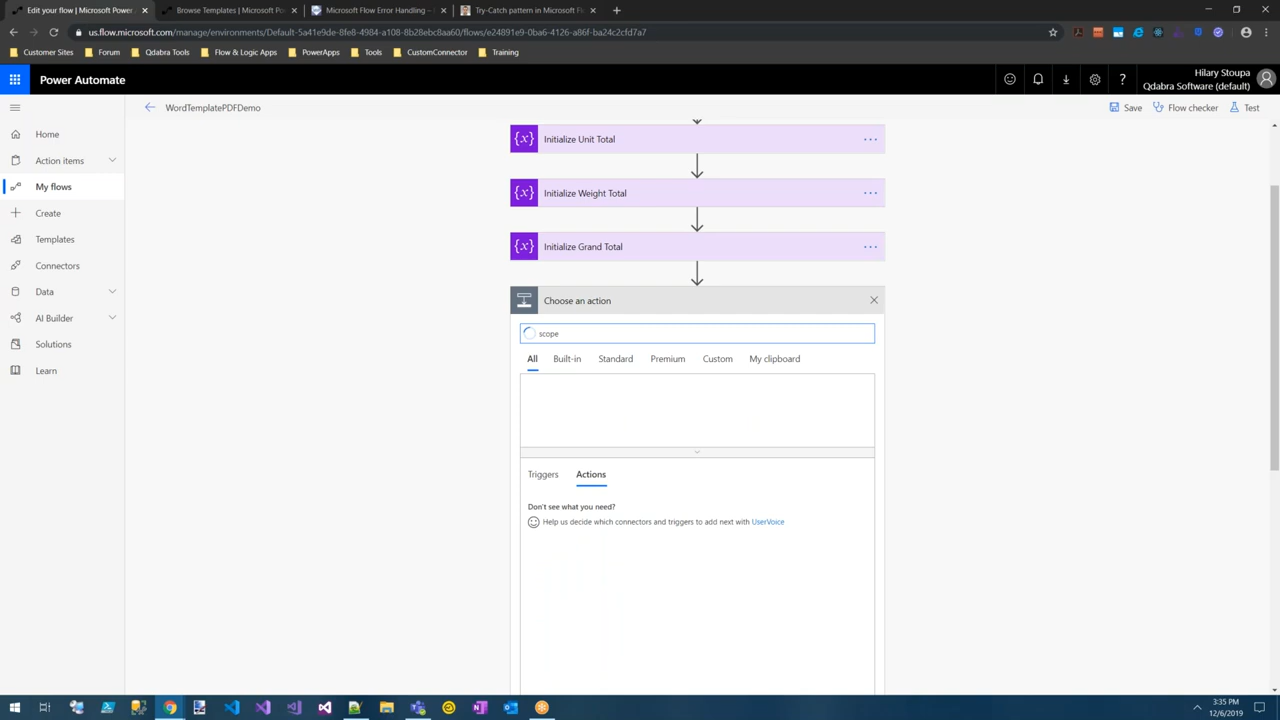 Edit your flow | Microsoft Power A
Browse Templates | Microsoft Po
Microsoft Flow Error Handling –
Try-Catch pattern in Microsoft Fl
us.flow.microsoft.com/manage/environments/Default-5a41e9de-8fe8-4984-a108-8b28ebc8aa60/flows/e24891e9-0ba6-4126-a86f-ba24c2cfd7a7
Customer Sites
Forum
Qdabra Tools
Flow & Logic Apps
PowerApps
Tools
CustomConnector
Training
Power Automate
?
Hilary Stoupa
Qdabra Software (default)
WordTemplatePDFDemo
Save
Flow checker
Test
Home
Action items
My flows
Create
Templates
Connectors
Data
AI Builder
Solutions
Learn
{x} Initialize Unit Total ...
{x} Initialize Weight Total ...
{x} Initialize Grand Total ...
Choose an action
scope
All Built-in Standard Premium Custom My clipboard
Triggers Actions
Don't see what you need?
Help us decide which connectors and triggers to add next with UserVoice
3:35 PM
12/6/2019